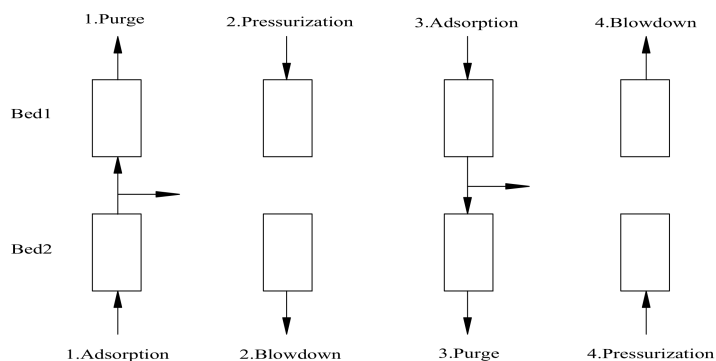 1.Purge 2.Pressurization 3.Adsorption 4.Blowdown
Bed1
Bed2
1.Adsorption 2.Blowdown 3.Purge 4.Pressurization